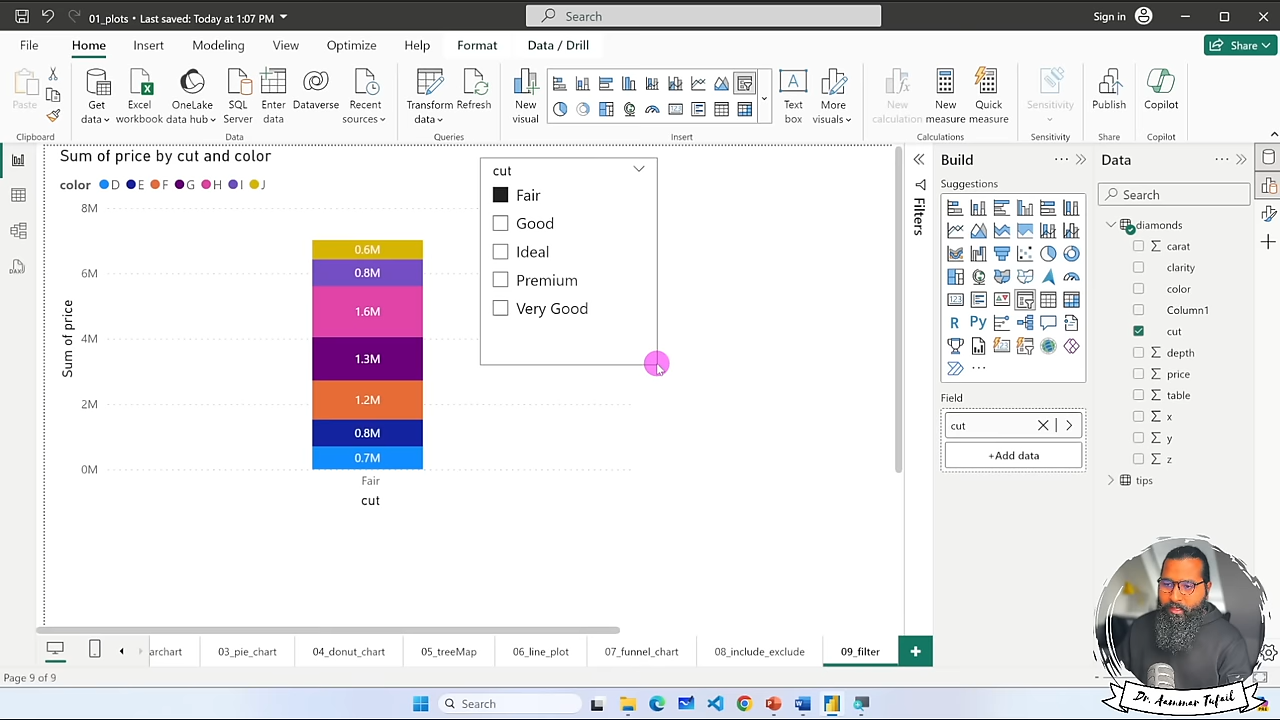 01_plots • Last saved: Today at 1:07 PM
Search
Sign in
File
Home
Insert
Modeling
View
Optimize
Help
Format
Data / Drill
Share
Paste
Get data
Excel workbook
OneLake data hub
SQL Server
Enter data
Dataverse
Recent sources
Transform data
Refresh
New visual
Text box
More visuals
New calculation
New measure
Quick measure
Sensitivity
Publish
Copilot
Clipboard
Data
Queries
Insert
Calculations
Sensitivity
Share
Copilot
Sum of price by cut and color
color D E F G H I J
8M
6M
4M
2M
0M
Sum of price
0.6M
0.8M
1.6M
1.3M
1.2M
0.8M
0.7M
Fair
cut
cut
Fair
Good
Ideal
Premium
Very Good
Filters
Build
Suggestions
R
Py
Field
cut
+Add data
Data
Search
diamonds
carat
clarity
color
Column1
cut
depth
price
table
x
y
z
tips
archart
03_pie_chart
04_donut_chart
05_treeMap
06_line_plot
07_funnel_chart
08_include_exclude
09_filter
Page 9 of 9
Search
Dr. Aammar Tufail